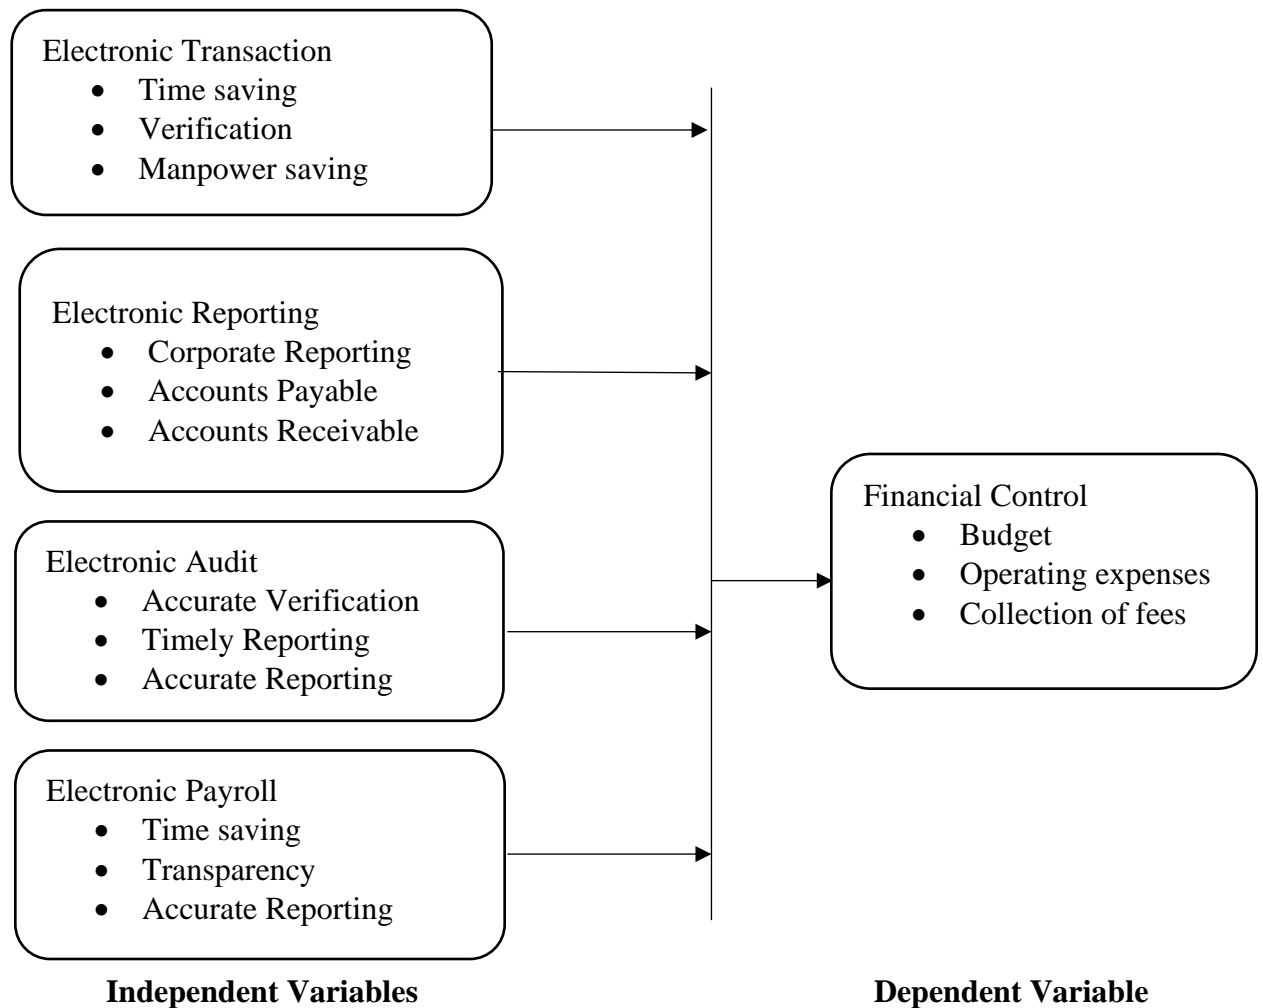 Electronic Transaction
• Time saving
• Verification
• Manpower saving
Electronic Reporting
• Corporate Reporting
• Accounts Payable
• Accounts Receivable
Electronic Audit
• Accurate Verification
• Timely Reporting
• Accurate Reporting
Electronic Payroll
• Time saving
• Transparency
• Accurate Reporting
Independent Variables
Financial Control
• Budget
• Operating expenses
• Collection of fees
Dependent Variable